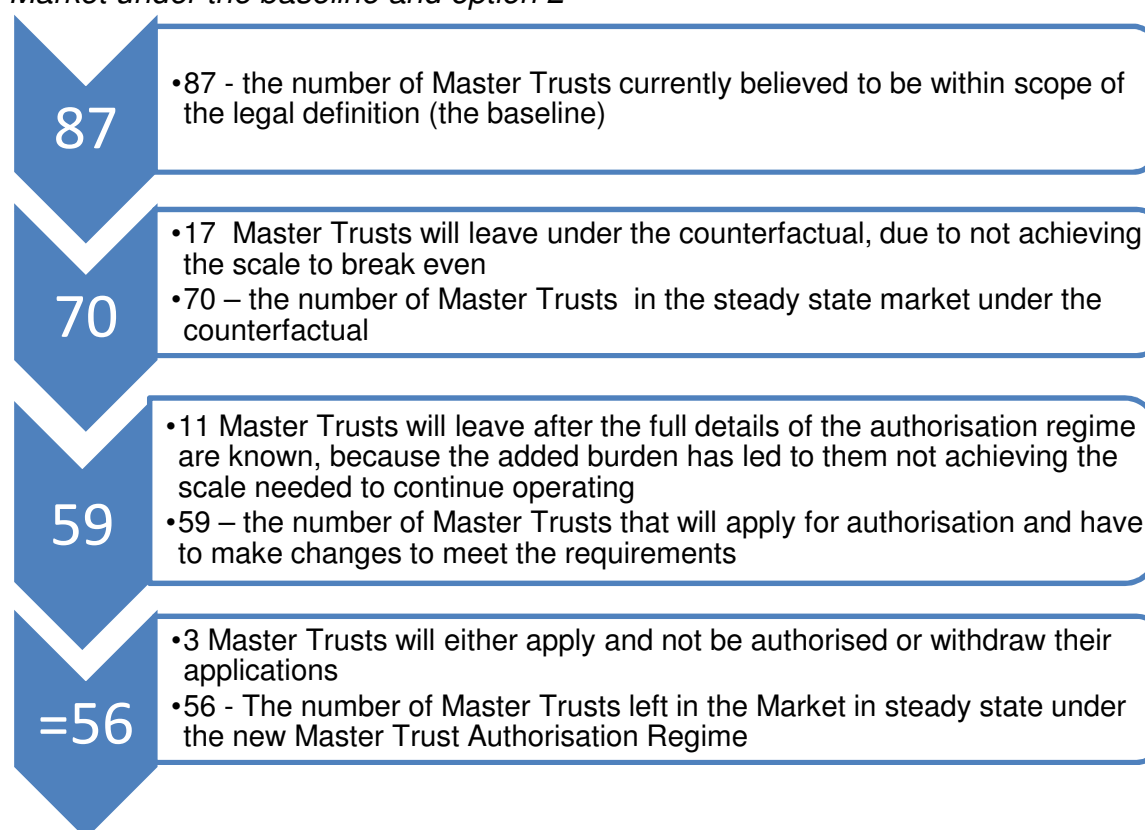 Market under the baseline and option 2
87
•87 - the number of Master Trusts currently believed to be within scope of
the legal definition (the baseline)
70
•17 Master Trusts will leave under the counterfactual, due to not achieving
the scale to break even
•70 – the number of Master Trusts in the steady state market under the
counterfactual
59
•11 Master Trusts will leave after the full details of the authorisation regime
are known, because the added burden has led to them not achieving the
scale needed to continue operating
•59 – the number of Master Trusts that will apply for authorisation and have
to make changes to meet the requirements
=56
•3 Master Trusts will either apply and not be authorised or withdraw their
applications
•56 - The number of Master Trusts left in the Market in steady state under
the new Master Trust Authorisation Regime